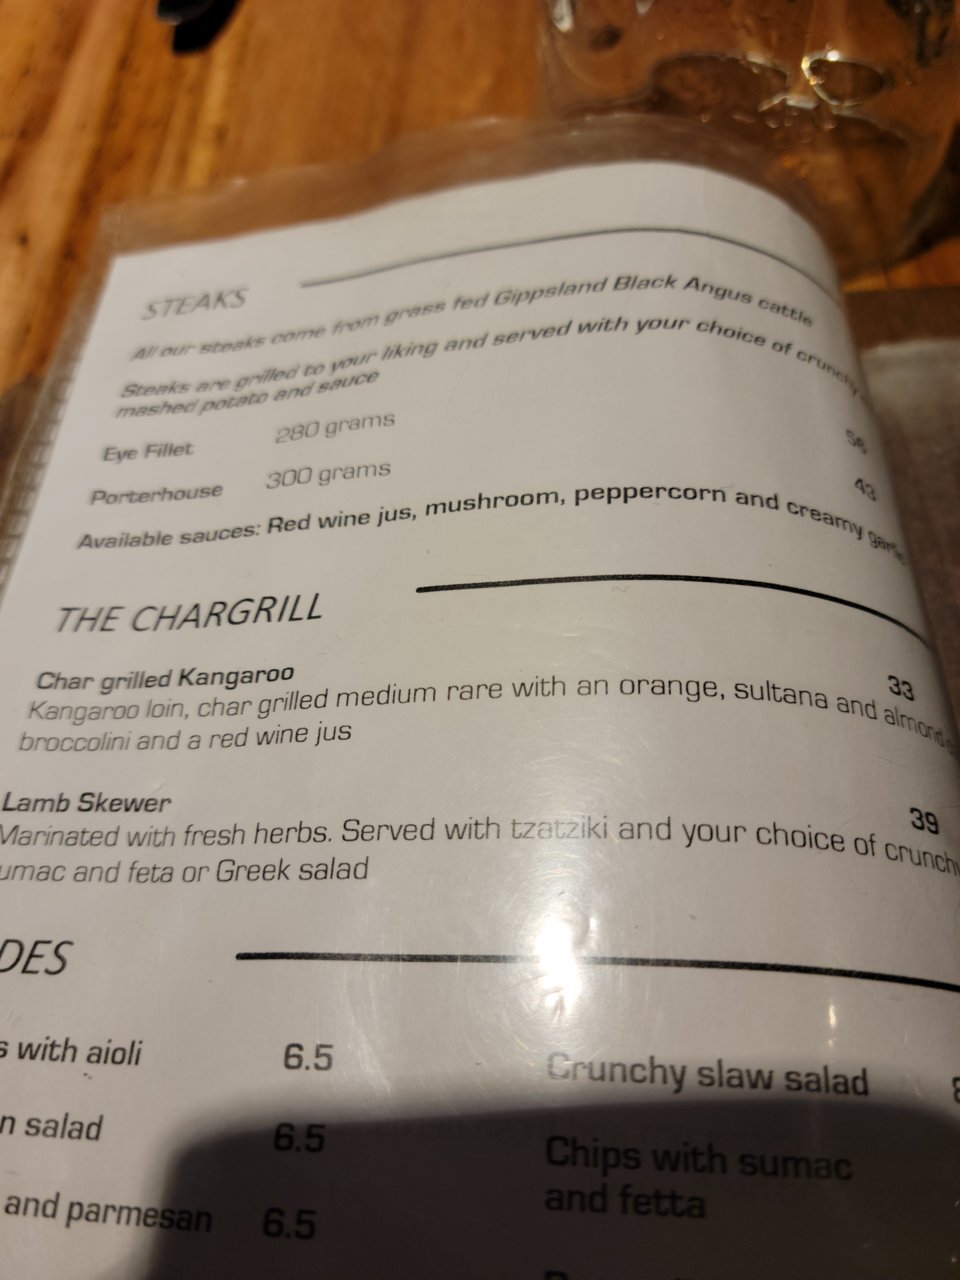 STEAKS
All our steaks come from grass fed Gippsland Black Angus cattle
Steaks are grilled to your liking and served with your choice of crunchy
mashed potato and sauce
Eye Fillet 280 grams
Porterhouse 300 grams 43
Available sauces: Red wine jus, mushroom, peppercorn and creamy
THE CHARGRILL
Char grilled Kangaroo 33
Kangaroo loin, char grilled medium rare with an orange, sultana and almond
broccolini and a red wine jus
Lamb Skewer 39
Marinated with fresh herbs. Served with tzatziki and your choice of crunchy
umac and feta or Greek salad
DES
s with aioli 6.5 Crunchy slaw salad
n salad 6.5 Chips with sumac
and fetta
and parmesan 6.5